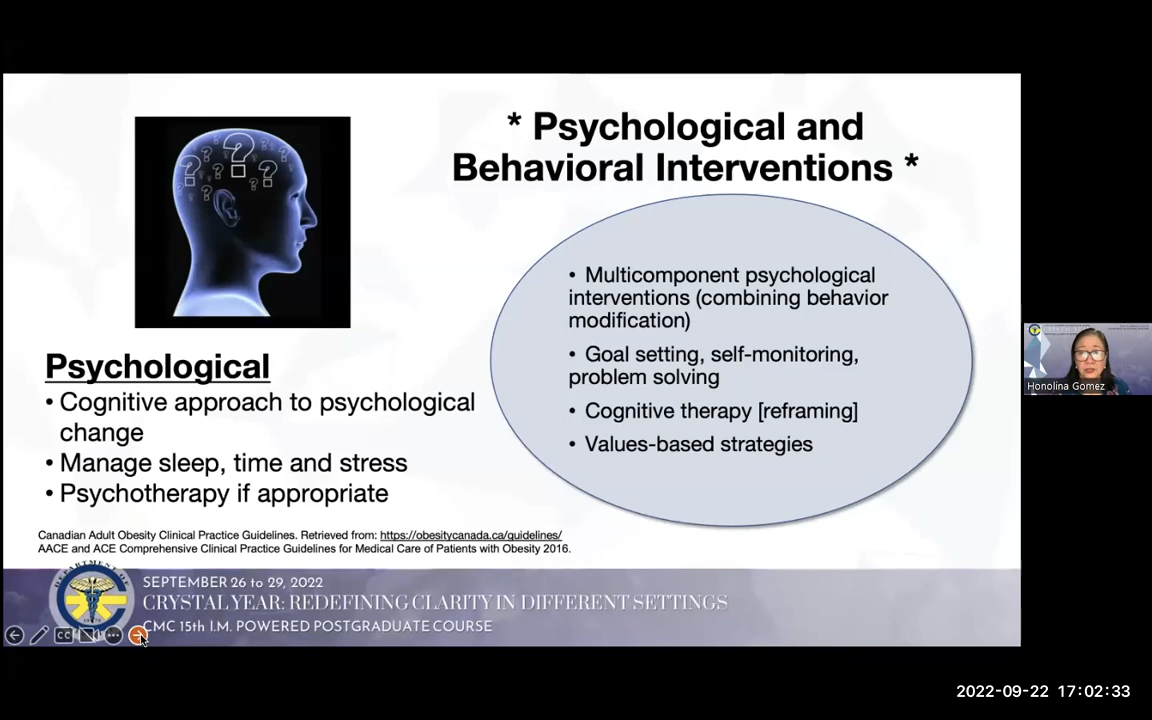 * Psychological and
Behavioral Interventions *
• Multicomponent psychological
interventions (combining behavior
modification)
• Goal setting, self-monitoring,
problem solving
• Cognitive therapy [reframing]
• Values-based strategies
Psychological
• Cognitive approach to psychological
change
• Manage sleep, time and stress
• Psychotherapy if appropriate
Canadian Adult Obesity Clinical Practice Guidelines. Retrieved from: https://obesitycanada.ca/guidelines/
AACE and ACE Comprehensive Clinical Practice Guidelines for Medical Care of Patients with Obesity 2016.
DEPARTMENT OF
SEPTEMBER 26 to 29, 2022
CRYSTAL YEAR: REDEFINING CLARITY IN DIFFERENT SETTINGS
CMC 15th I.M. POWERED POSTGRADUATE COURSE
CC
Honolina Gomez
2022-09-22 17:02:33